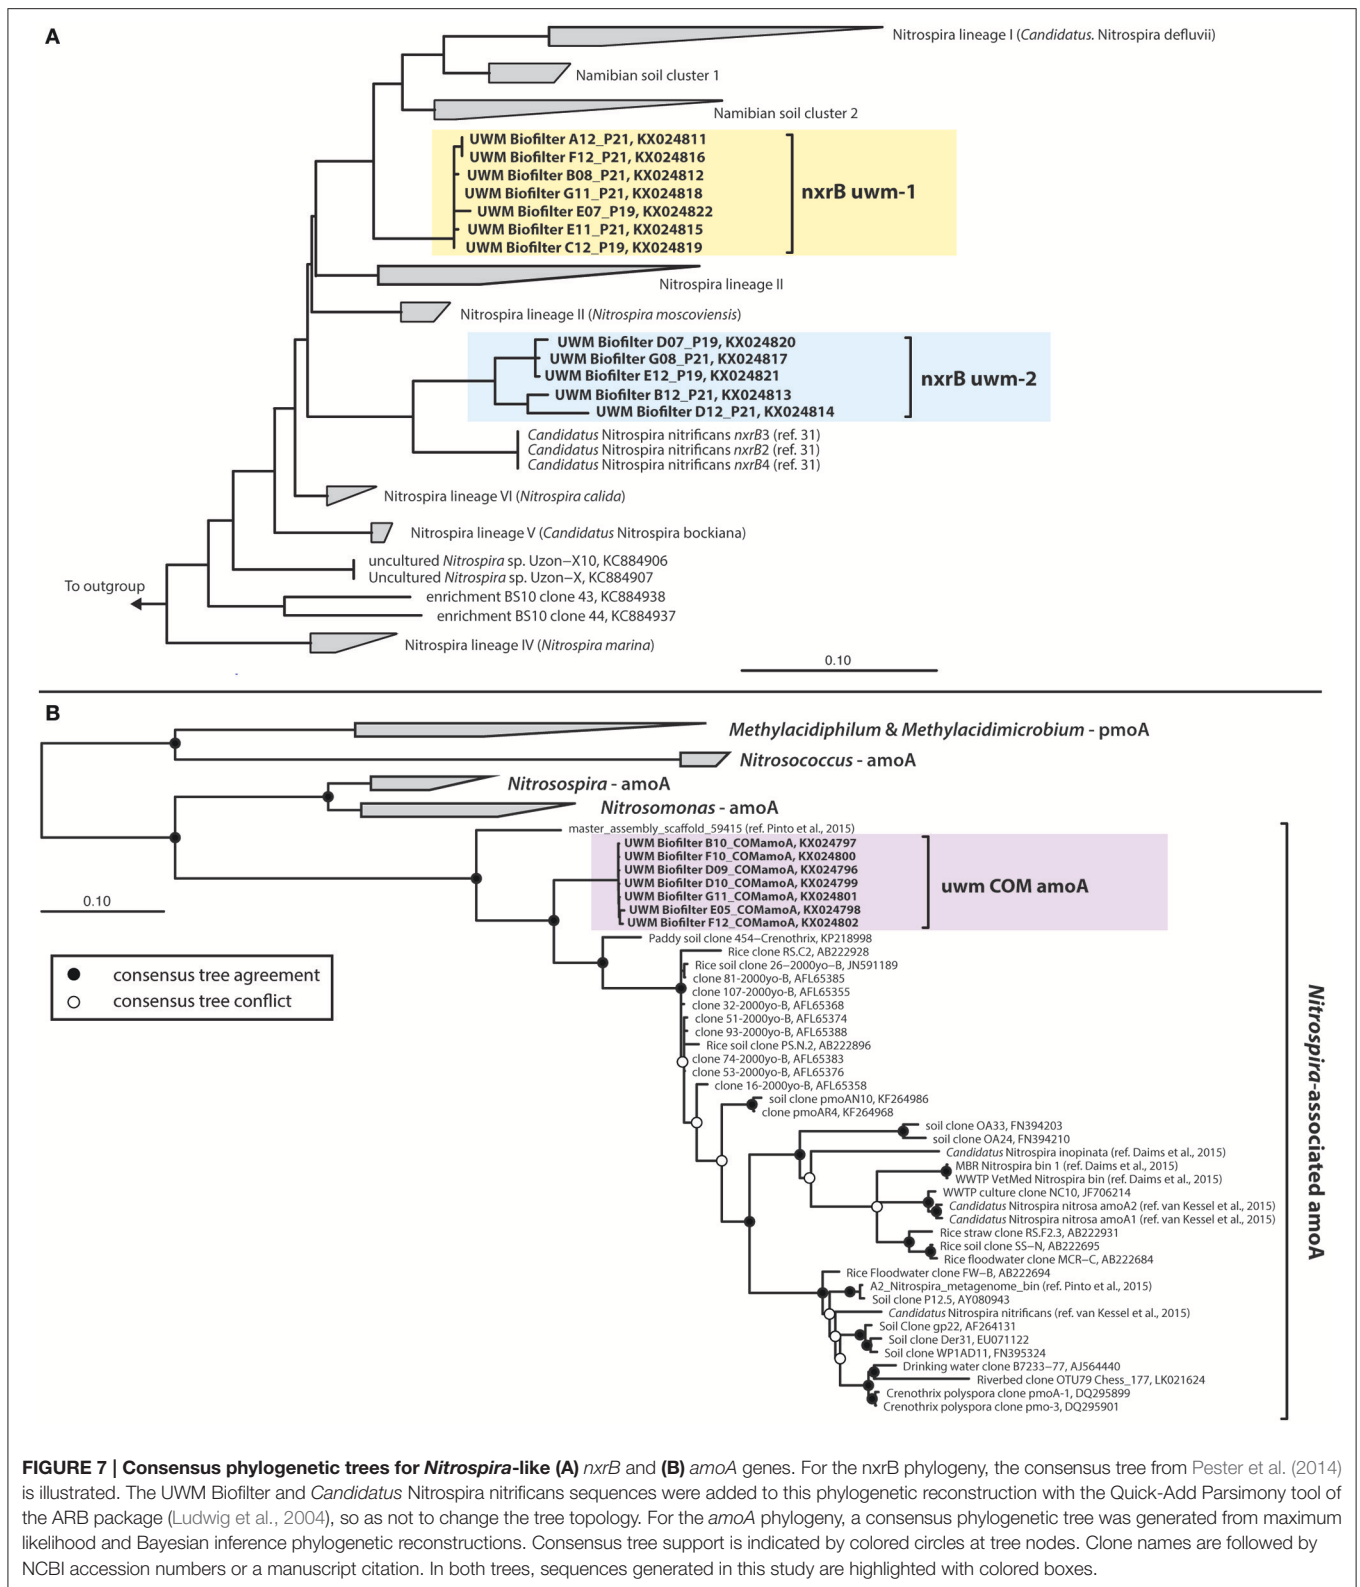 A
Nitrospira lineage I (Candidatus. Nitrospira defluvii)
Namibian soil cluster 1
Namibian soil cluster 2
UWM Biofilter A12_P21, KX024811
UWM Biofilter F12_P21, KX024816
UWM Biofilter B08_P21, KX024812
UWM Biofilter G11_P21, KX024818
UWM Biofilter E07_P19, KX024822
UWM Biofilter E11_P21, KX024815
UWM Biofilter C12_P19, KX024819
nxrB uwm-1
Nitrospira lineage II
Nitrospira lineage II (Nitrospira moscoviensis)
UWM Biofilter D07_P19, KX024820
UWM Biofilter G08_P21, KX024817
UWM Biofilter E12_P19, KX024821
UWM Biofilter B12_P21, KX024813
UWM Biofilter D12_P21, KX024814
nxrB uwm-2
Candidatus Nitrospira nitrificans nxrB3 (ref. 31)
Candidatus Nitrospira nitrificans nxrB2 (ref. 31)
Candidatus Nitrospira nitrificans nxrB4 (ref. 31)
Nitrospira lineage VI (Nitrospira calida)
Nitrospira lineage V (Candidatus Nitrospira bockiana)
uncultured Nitrospira sp. Uzon−X10, KC884906
Uncultured Nitrospira sp. Uzon−X, KC884907
To outgroup
enrichment BS10 clone 43, KC884938
enrichment BS10 clone 44, KC884937
Nitrospira lineage IV (Nitrospira marina)
0.10
B
Methylacidiphilum & Methylacidimicrobium - pmoA
Nitrosococcus - amoA
Nitrosospira - amoA
Nitrosomonas - amoA
master_assembly_scaffold_59415 (ref. Pinto et al., 2015)
UWM Biofilter B10_COMamoA, KX024797
UWM Biofilter F10_COMamoA, KX024800
UWM Biofilter D09_COMamoA, KX024796
UWM Biofilter D10_COMamoA, KX024799
UWM Biofilter G11_COMamoA, KX024801
UWM Biofilter E05_COMamoA, KX024798
UWM Biofilter F12_COMamoA, KX024802
uwm COM amoA
0.10
consensus tree agreement
consensus tree conflict
Paddy soil clone 454−Crenothrix, KP218998
Rice clone RS.C2, AB222928
Rice soil clone 26−2000yo−B, JN591189
clone 81-2000yo-B, AFL65385
clone 107-2000yo-B, AFL65355
clone 32-2000yo-B, AFL65368
clone 51-2000yo-B, AFL65374
clone 93-2000yo-B, AFL65388
Rice soil clone PS.N.2, AB222896
clone 74-2000yo-B, AFL65383
clone 53-2000yo-B, AFL65376
clone 16-2000yo-B, AFL65358
soil clone pmoAN10, KF264986
clone pmoAR4, KF264968
soil clone OA33, FN394203
soil clone OA24, FN394210
Candidatus Nitrospira inopinata (ref. Daims et al., 2015)
MBR Nitrospira bin 1 (ref. Daims et al., 2015)
WWTP VetMed Nitrospira bin (ref. Daims et al., 2015)
WWTP culture clone NC10, JF706214
Candidatus Nitrospira nitrosa amoA2 (ref. van Kessel et al., 2015)
Candidatus Nitrospira nitrosa amoA1 (ref. van Kessel et al., 2015)
Rice straw clone RS.F2.3, AB222931
Rice soil clone SS−N, AB222695
Rice floodwater clone MCR−C, AB222684
Rice Floodwater clone FW−B, AB222694
A2_Nitrospira_metagenome_bin (ref. Pinto et al., 2015)
Soil clone P12.5, AY080943
Candidatus Nitrospira nitrificans (ref. van Kessel et al., 2015)
Soil Clone gp22, AF264131
Soil clone Der31, EU071122
Soil clone WP1AD11, FN395324
Drinking water clone B7233−77, AJ564440
Riverbed clone OTU79 Chess_177, LK021624
Crenothrix polyspora clone pmoA-1, DQ295899
Crenothrix polyspora clone pmo-3, DQ295901
Nitrospira-associated amoA
FIGURE 7 | Consensus phylogenetic trees for Nitrospira-like (A) nxrB and (B) amoA genes. For the nxrB phylogeny, the consensus tree from Pester et al. (2014)
is illustrated. The UWM Biofilter and Candidatus Nitrospira nitrificans sequences were added to this phylogenetic reconstruction with the Quick-Add Parsimony tool of
the ARB package (Ludwig et al., 2004), so as not to change the tree topology. For the amoA phylogeny, a consensus phylogenetic tree was generated from maximum
likelihood and Bayesian inference phylogenetic reconstructions. Consensus tree support is indicated by colored circles at tree nodes. Clone names are followed by
NCBI accession numbers or a manuscript citation. In both trees, sequences generated in this study are highlighted with colored boxes.